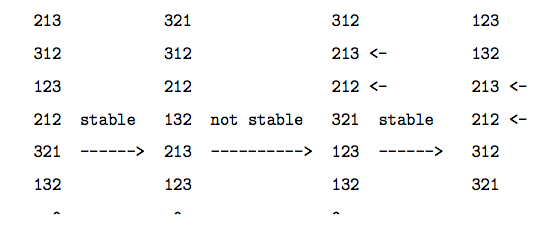 213 321 312 123
312 312 213 <- 132
123 212 212 <- 213 <-
212 stable 132 not stable 321 stable 212 <-
321 ------> 213 ----------> 123 ------> 312
132 123 132 321
^ ^ ^